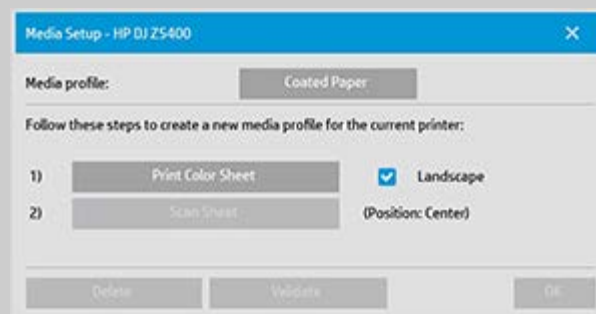 Media Setup - HP DJ Z5400
Media profile: Coated Paper
Follow these steps to create a new media profile for the current printer:
1) Print Color Sheet Landscape
2) Scan Sheet (Position: Center)
Delete Validate OK